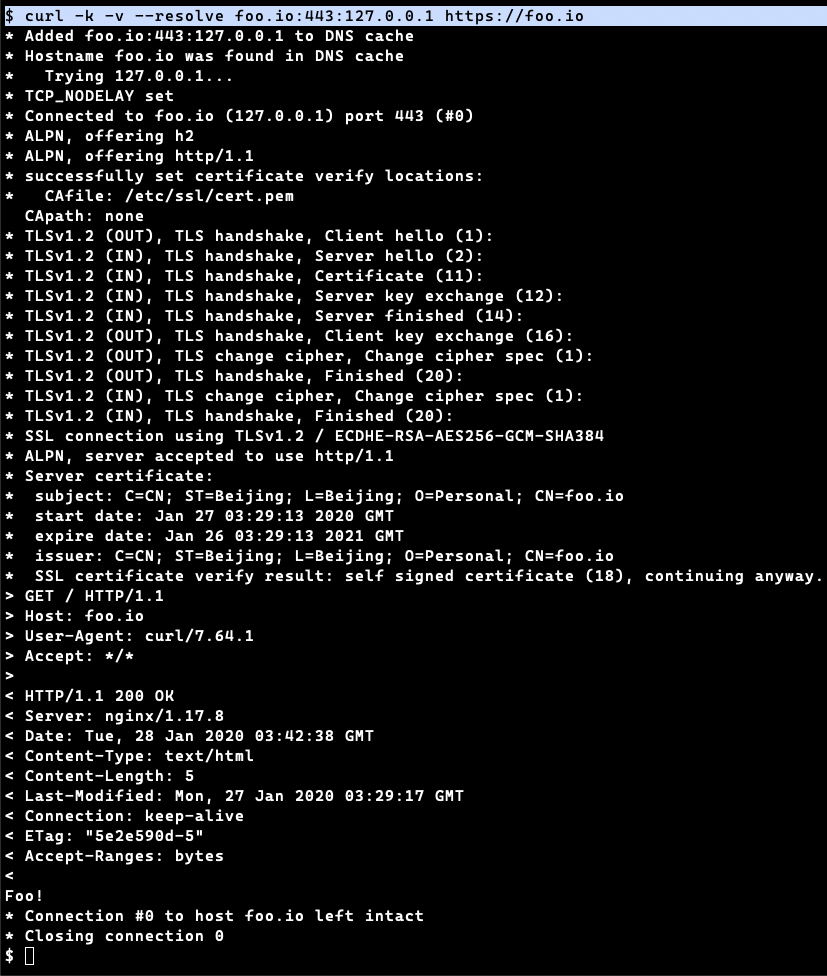 $ curl -k -v --resolve foo.io:443:127.0.0.1 https://foo.io
* Added foo.io:443:127.0.0.1 to DNS cache
* Hostname foo.io was found in DNS cache
*   Trying 127.0.0.1...
* TCP_NODELAY set
* Connected to foo.io (127.0.0.1) port 443 (#0)
* ALPN, offering h2
* ALPN, offering http/1.1
* successfully set certificate verify locations:
*   CAfile: /etc/ssl/cert.pem
  CApath: none
* TLSv1.2 (OUT), TLS handshake, Client hello (1):
* TLSv1.2 (IN), TLS handshake, Server hello (2):
* TLSv1.2 (IN), TLS handshake, Certificate (11):
* TLSv1.2 (IN), TLS handshake, Server key exchange (12):
* TLSv1.2 (IN), TLS handshake, Server finished (14):
* TLSv1.2 (OUT), TLS handshake, Client key exchange (16):
* TLSv1.2 (OUT), TLS change cipher, Change cipher spec (1):
* TLSv1.2 (OUT), TLS handshake, Finished (20):
* TLSv1.2 (IN), TLS change cipher, Change cipher spec (1):
* TLSv1.2 (IN), TLS handshake, Finished (20):
* SSL connection using TLSv1.2 / ECDHE-RSA-AES256-GCM-SHA384
* ALPN, server accepted to use http/1.1
* Server certificate:
*  subject: C=CN; ST=Beijing; L=Beijing; O=Personal; CN=foo.io
*  start date: Jan 27 03:29:13 2020 GMT
*  expire date: Jan 26 03:29:13 2021 GMT
*  issuer: C=CN; ST=Beijing; L=Beijing; O=Personal; CN=foo.io
*  SSL certificate verify result: self signed certificate (18), continuing anyway.
> GET / HTTP/1.1
> Host: foo.io
> User-Agent: curl/7.64.1
> Accept: */*
>
< HTTP/1.1 200 OK
< Server: nginx/1.17.8
< Date: Tue, 28 Jan 2020 03:42:38 GMT
< Content-Type: text/html
< Content-Length: 5
< Last-Modified: Mon, 27 Jan 2020 03:29:17 GMT
< Connection: keep-alive
< ETag: "5e2e590d-5"
< Accept-Ranges: bytes
<
Foo!
* Connection #0 to host foo.io left intact
* Closing connection 0
$